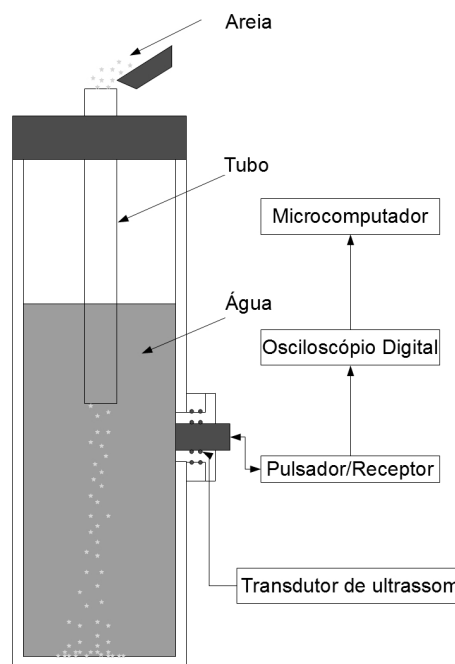 Areia
Tubo
Microcomputador
Água
Osciloscópio Digital
Pulsador/Receptor
Transdutor de ultrassom